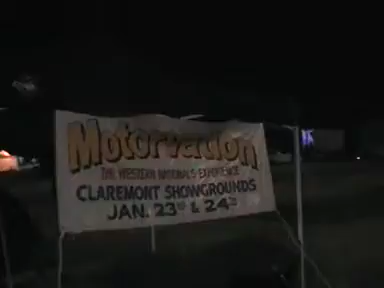 Motorvation
THE WESTERN NATIONALS EXPERIENCE
CLAREMONT SHOWGROUNDS
JAN. 23RD & 24TH